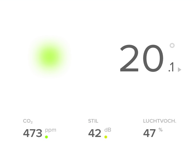 20.1°
CO₂
473 ppm
STIL
42 dB
LUCHTVOCH.
47 %